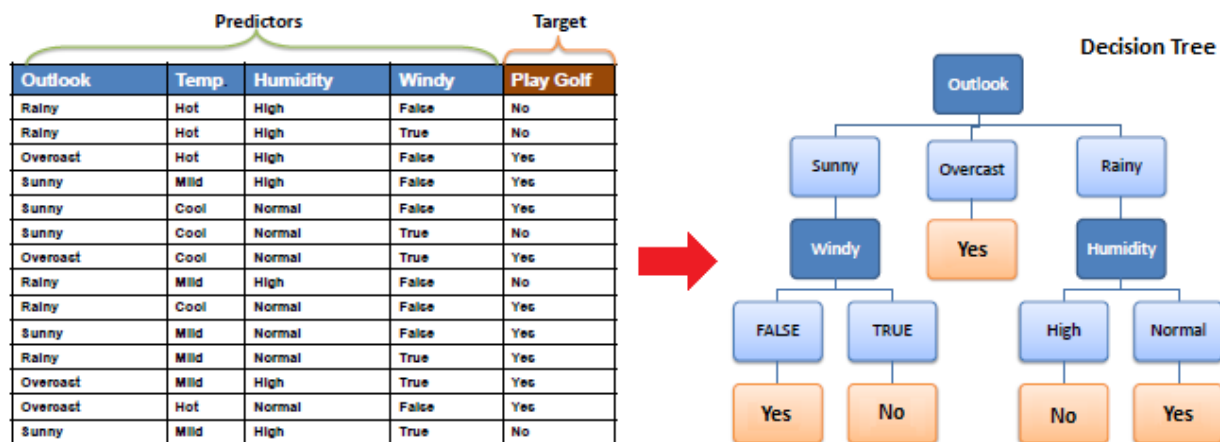 Predictors Target
Outlook Temp. Humidity Windy Play Golf
Rainy Hot High False No
Rainy Hot High True No
Overcast Hot High False Yes
Sunny Mild High False Yes
Sunny Cool Normal False Yes
Sunny Cool Normal True No
Overcast Cool Normal True Yes
Rainy Mild High False No
Rainy Cool Normal False Yes
Sunny Mild Normal False Yes
Rainy Mild Normal True Yes
Overcast Mild High True Yes
Overcast Hot Normal False Yes
Sunny Mild High True No
Decision Tree
Outlook
Sunny Overcast Rainy
Windy Yes Humidity
FALSE TRUE High Normal
Yes No No Yes